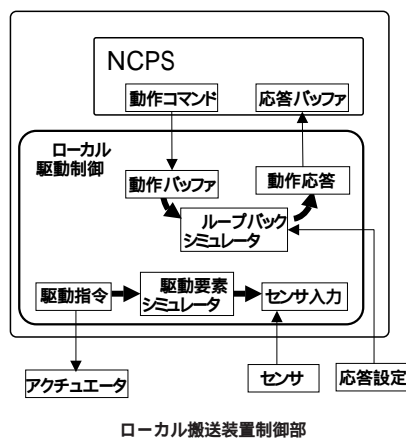 NCPS
動作コマンド
応答バッファ
ローカル
駆動制御
動作バッファ
動作応答
ループバック
シミュレータ
駆動指令
駆動要素
シミュレータ
センサ入力
アクチュエータ
センサ
応答設定
ローカル搬送装置制御部